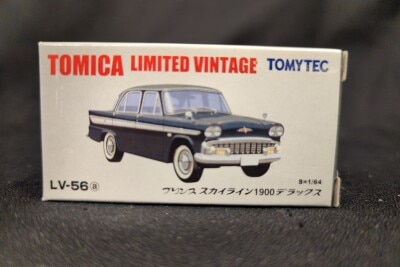 TOMICA LIMITED VINTAGE TOMYTEC
S=1/64
LV-56 ⓐ プリンス スカイライン1900デラックス